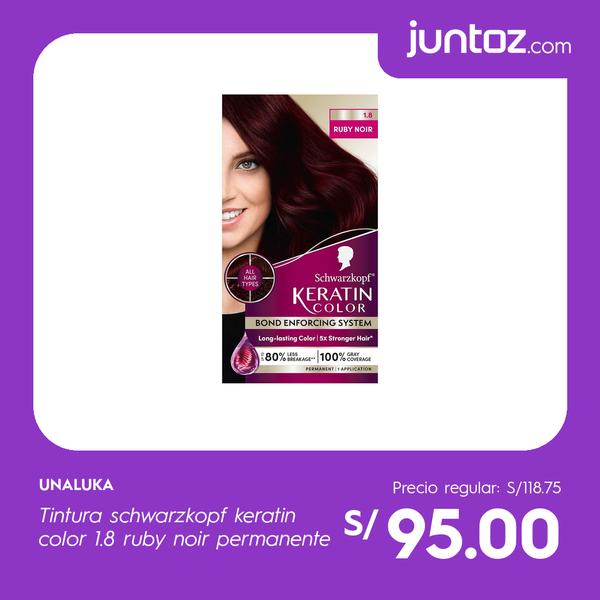 juntoz.com
1.8
RUBY NOIR
ALL
HAIR
TYPES
Schwarzkopf®
KERATIN
COLOR
BOND ENFORCING SYSTEM
Long-lasting Color | 5X Stronger Hair*
UP TO 80% LESS BREAKAGE** | 100% GRAY COVERAGE
PERMANENT | 1 APPLICATION
UNALUKA
Precio regular: S/118.75
Tintura schwarzkopf keratin
color 1.8 ruby noir permanente
S/ 95.00